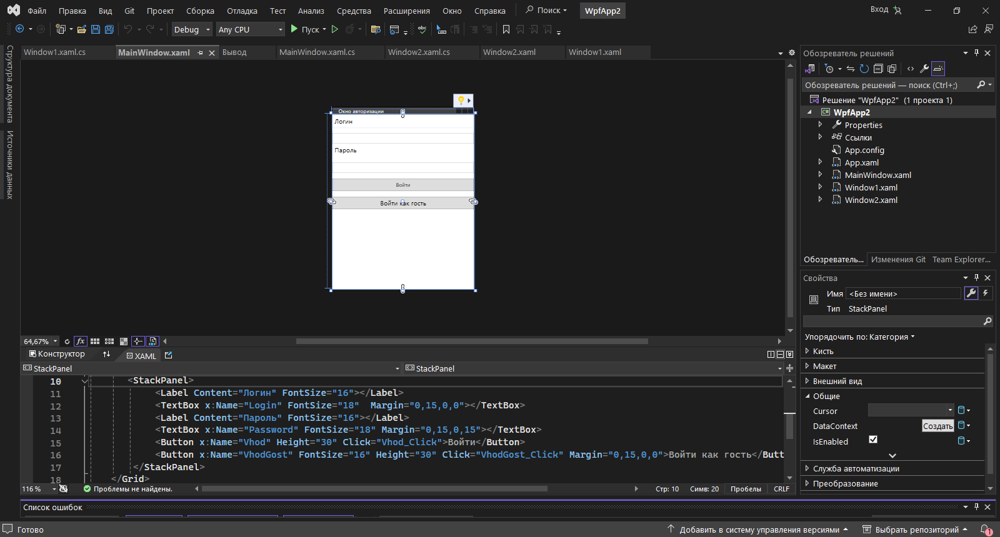 Файл Правка Вид Git Проект Сборка Отладка Тест Анализ Средства Расширения Окно Справка Поиск WpfApp2 Вход
Debug Any CPU Пуск abc
Структура документа
Источники данных
Window1.xaml.cs MainWindow.xaml Вывод MainWindow.xaml.cs Window2.xaml.cs Window2.xaml Window1.xaml
Окно авторизации
Логин
Пароль
Войти
Войти как гость
64,67% fx
Конструктор XAML
StackPanel StackPanel
10 <StackPanel>
11 <Label Content="Логин" FontSize="16"></Label>
12 <TextBox x:Name="Login" FontSize="18"  Margin="0,15,0,0"></TextBox>
13 <Label Content="Пароль" FontSize="16"></Label>
14 <TextBox x:Name="Password" FontSize="18" Margin="0,15,0,15"></TextBox>
15 <Button x:Name="Vhod" Height="30" Click="Vhod_Click">Войти</Button>
16 <Button x:Name="VhodGost" FontSize="16" Height="30" Click="VhodGost_Click" Margin="0,15,0,0">Войти как гость</Butt
17 </StackPanel>
18 </Grid>
116 % Проблемы не найдены. Стр: 10 Симв: 20 Пробелы CRLF
Список ошибок
Обозреватель решений
Обозреватель решений — поиск (Ctrl+;)
Решение "WpfApp2" (1 проекта 1)
C# WpfApp2
Properties
Ссылки
App.config
App.xaml
MainWindow.xaml
Window1.xaml
Window2.xaml
Обозреватель... Изменения Git Team Explorer...
Свойства
Имя <Без имени>
Тип StackPanel
Упорядочить по: Категория
Кисть
Макет
Внешний вид
Общие
Cursor
DataContext Создать
IsEnabled
Служба автоматизации
Преобразование
Готово Добавить в систему управления версиями Выбрать репозиторий 1